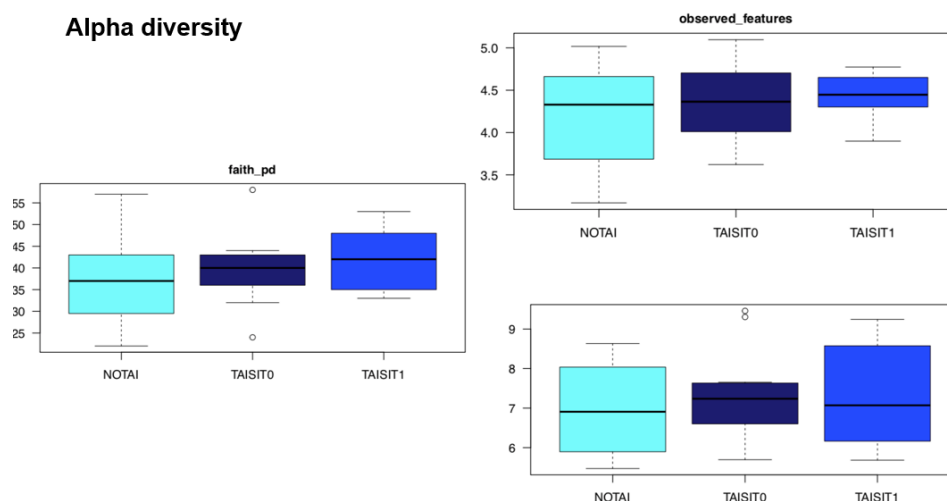 Alpha diversity
observed_features
5.0
4.5
4.0
3.5
NOTAI TAISIT0 TAISIT1
faith_pd
55
50
45
40
35
30
25
NOTAI TAISIT0 TAISIT1
9
8
7
6
NOTAI TAISIT0 TAISIT1